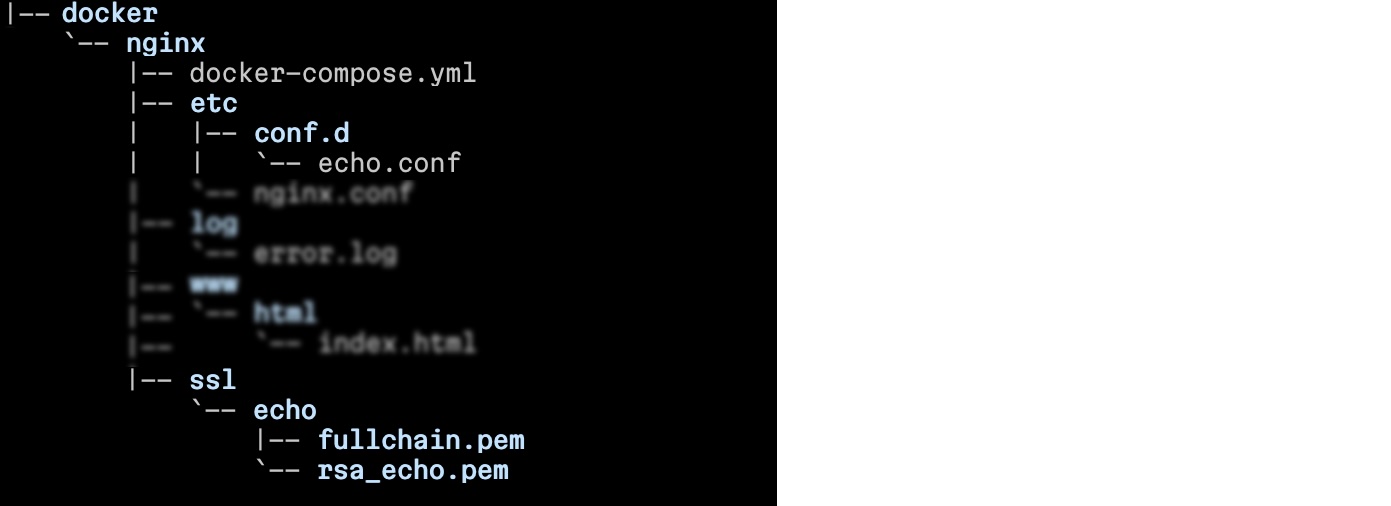 |-- docker
    `-- nginx
        |-- docker-compose.yml
        |-- etc
        |   |-- conf.d
        |   |   `-- echo.conf
        |   `-- nginx.conf
        |-- log
        |   `-- error.log
        |-- www
        |-- `-- html
        |--     `-- index.html
        |-- ssl
            `-- echo
                |-- fullchain.pem
                `-- rsa_echo.pem